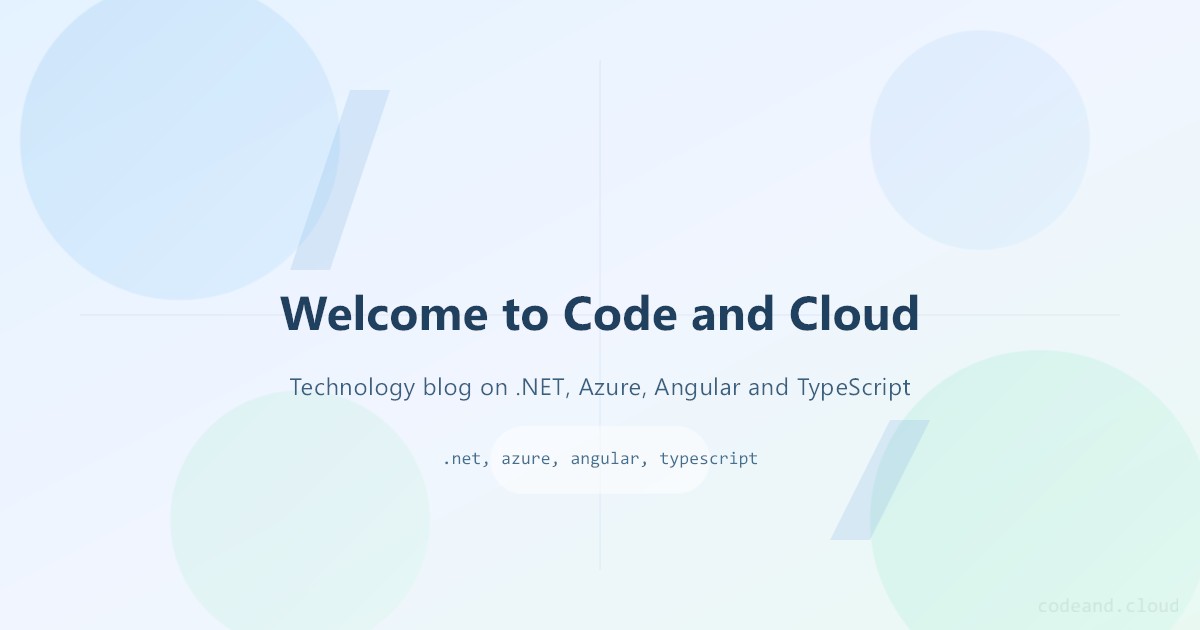 Welcome to Code and Cloud
Technology blog on .NET, Azure, Angular and TypeScript
.net, azure, angular, typescript
codeand.cloud